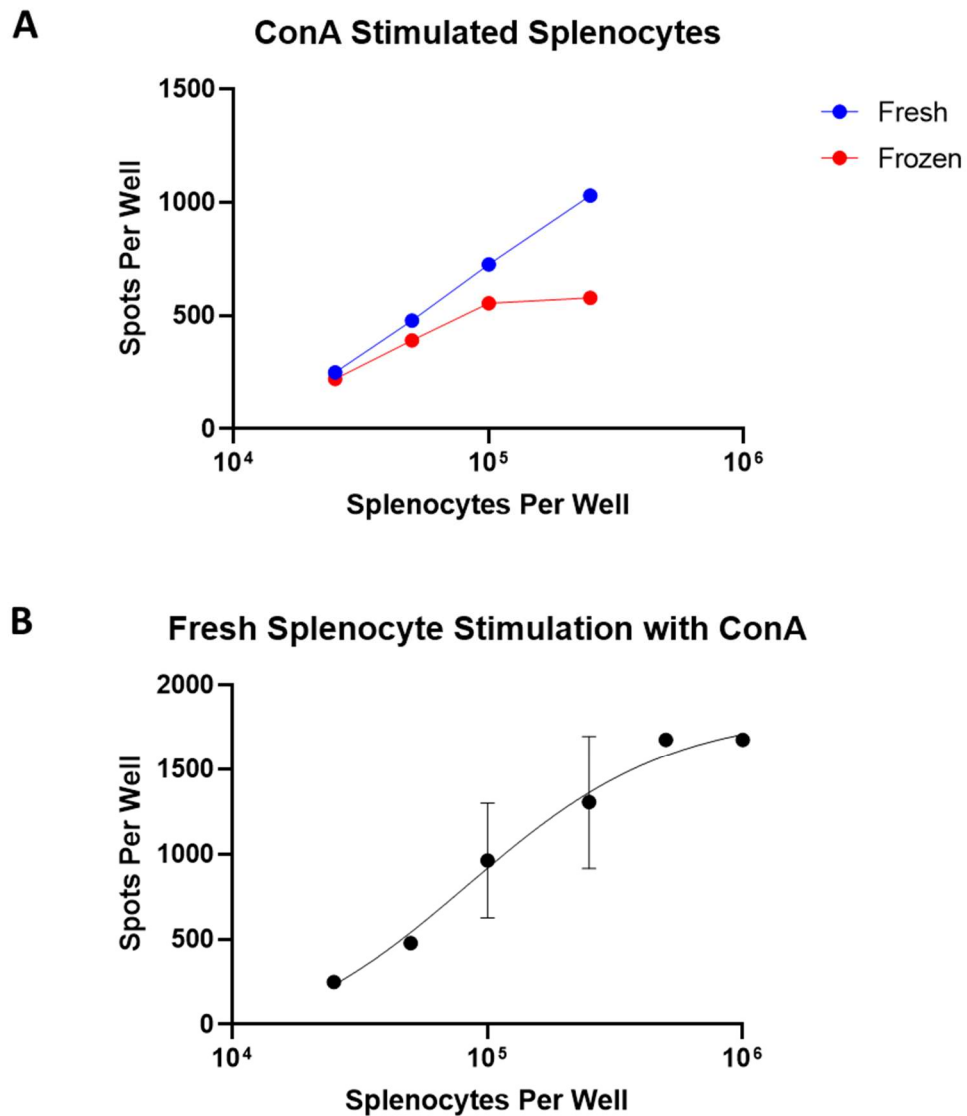 A
ConA Stimulated Splenocytes
1500
1000
500
0
10⁴
10⁵
10⁶
Spots Per Well
Splenocytes Per Well
Fresh
Frozen
B
Fresh Splenocyte Stimulation with ConA
2000
1500
1000
500
0
10⁴
10⁵
10⁶
Spots Per Well
Splenocytes Per Well